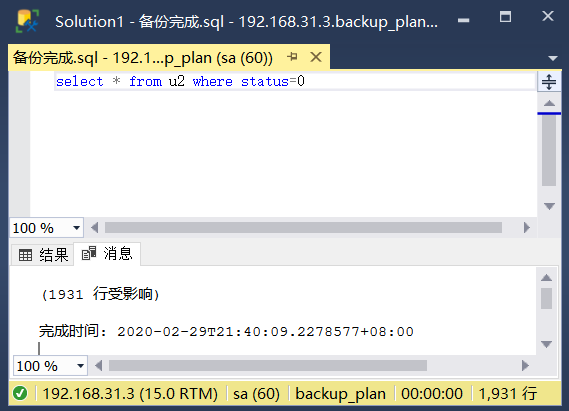 Solution1 - 备份完成.sql - 192.168.31.3.backup_plan...
备份完成.sql - 192.1...p_plan (sa (60))
select * from u2 where status=0
100 %
结果 消息
(1931 行受影响)
完成时间: 2020-02-29T21:40:09.2278577+08:00
100 %
192.168.31.3 (15.0 RTM) sa (60) backup_plan 00:00:00 1,931 行